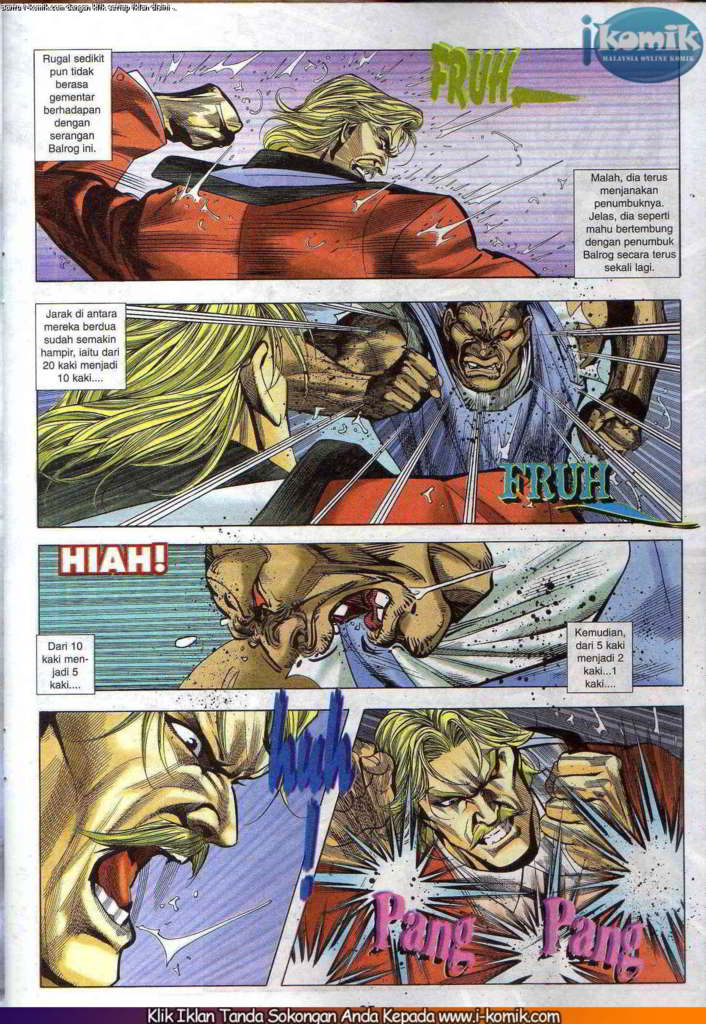 ikomik
MALAYSIA ONLINE KOMIK
Rugal sedikit
pun tidak
berasa
gementar
berhadapan
dengan
serangan
Balrog ini.
FRUH
Malah, dia terus
menjanakan
penumbuknya.
Jelas, dia seperti
mahu bertembung
dengan penumbuk
Balrog secara terus
sekali lagi.
Jarak di antara
mereka berdua
sudah semakin
hampir, iaitu dari
20 kaki menjadi
10 kaki....
FRUH
HIAH!
Dari 10
kaki men-
jadi 5
kaki....
Kemudian,
dari 5 kaki
menjadi 2
kaki...1
kaki....
huh
!
Pang
Pang
Klik Iklan Tanda Sokongan Anda Kepada www.i-komik.com